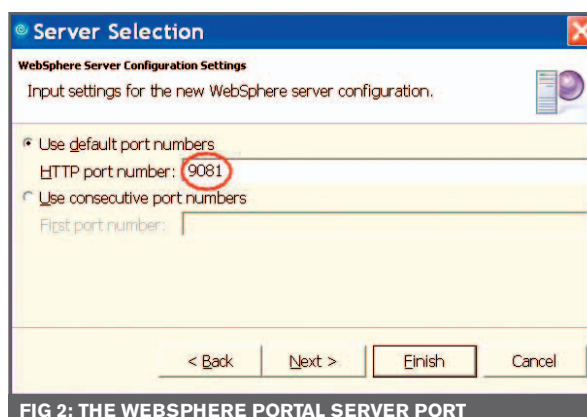 Server Selection
WebSphere Server Configuration Settings
Input settings for the new WebSphere server configuration.
Use default port numbers
HTTP port number: 9081
Use consecutive port numbers
First port number:
< Back Next > Finish Cancel
FIG 2: THE WEBSPHERE PORTAL SERVER PORT